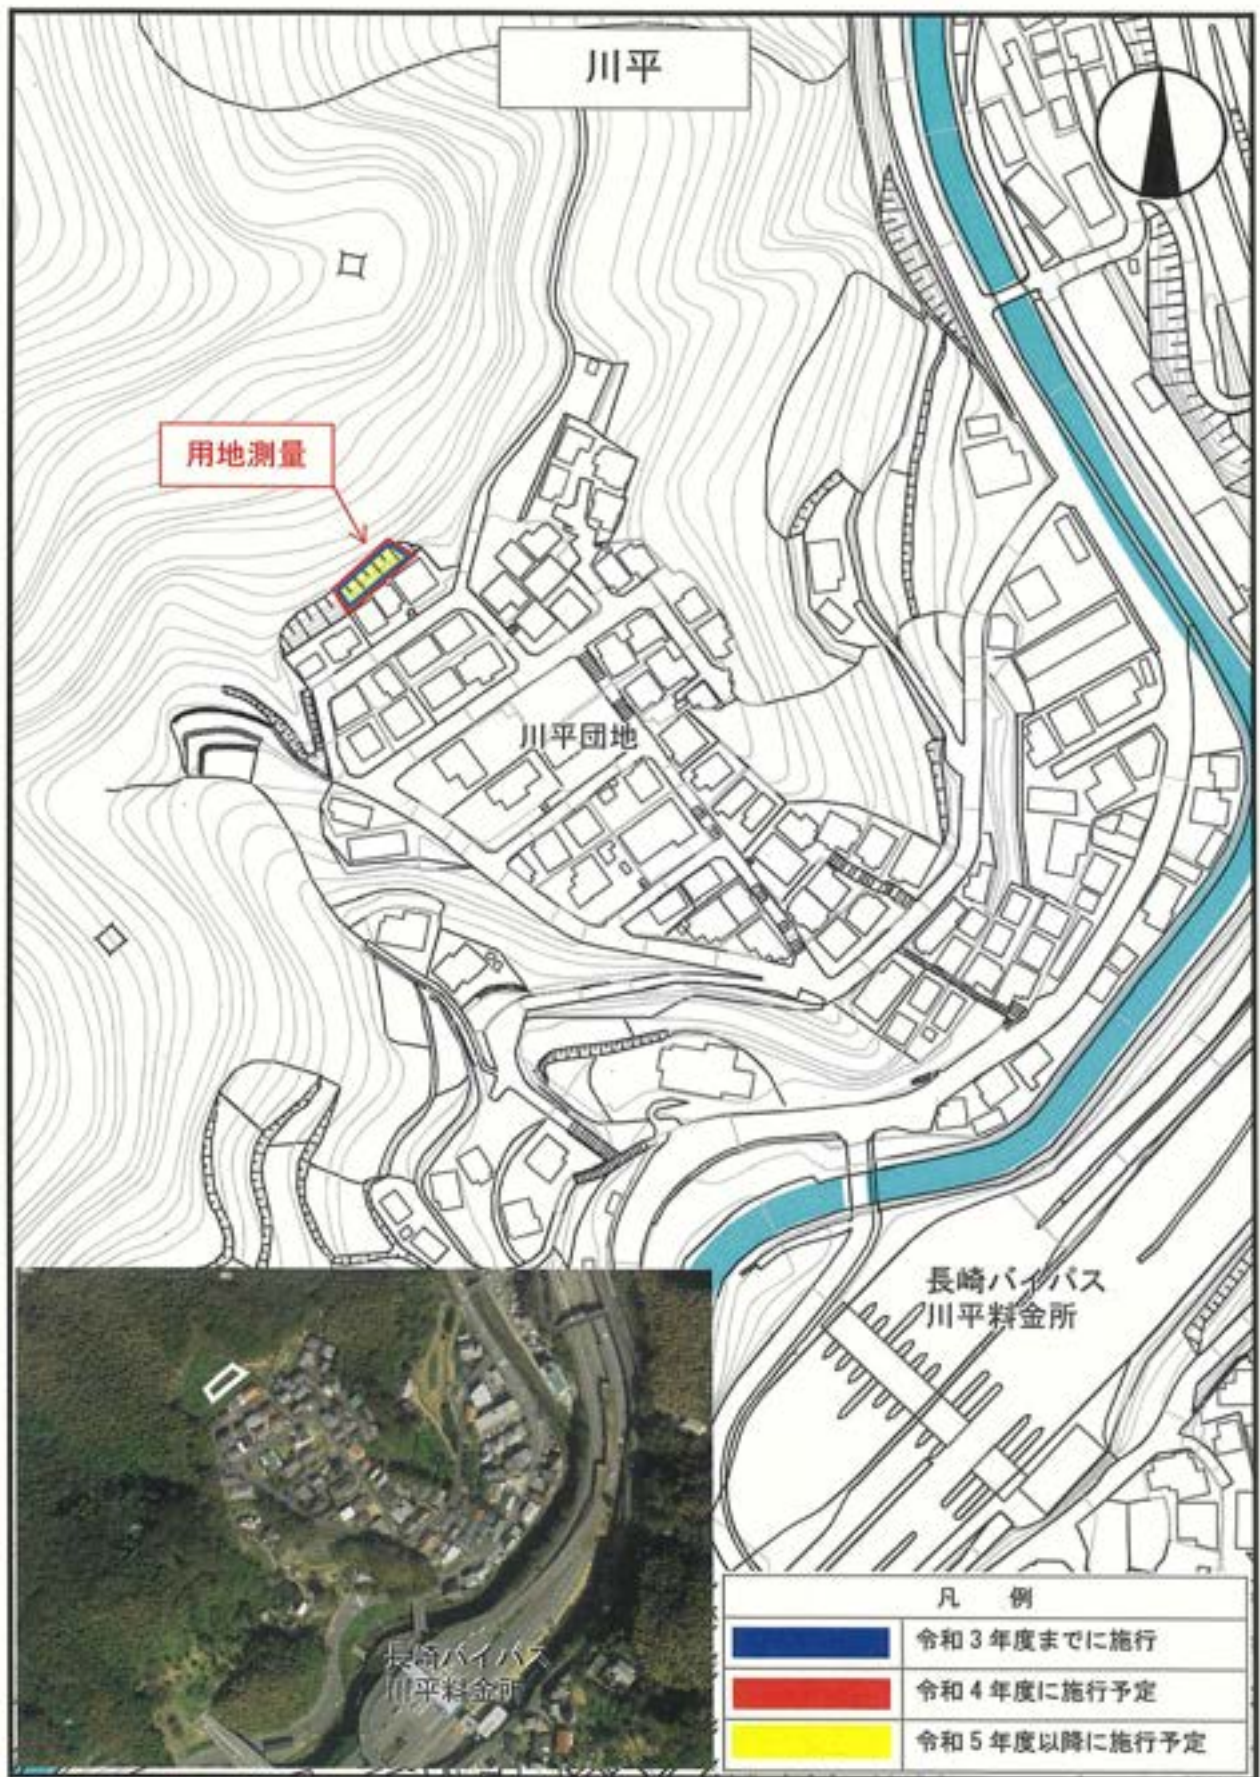 川平
用地測量
川平団地
長崎バイパス
川平料金所
長崎バイパス
川平料金所
凡 例
令和3年度までに施行
令和4年度に施行予定
令和5年度以降に施行予定